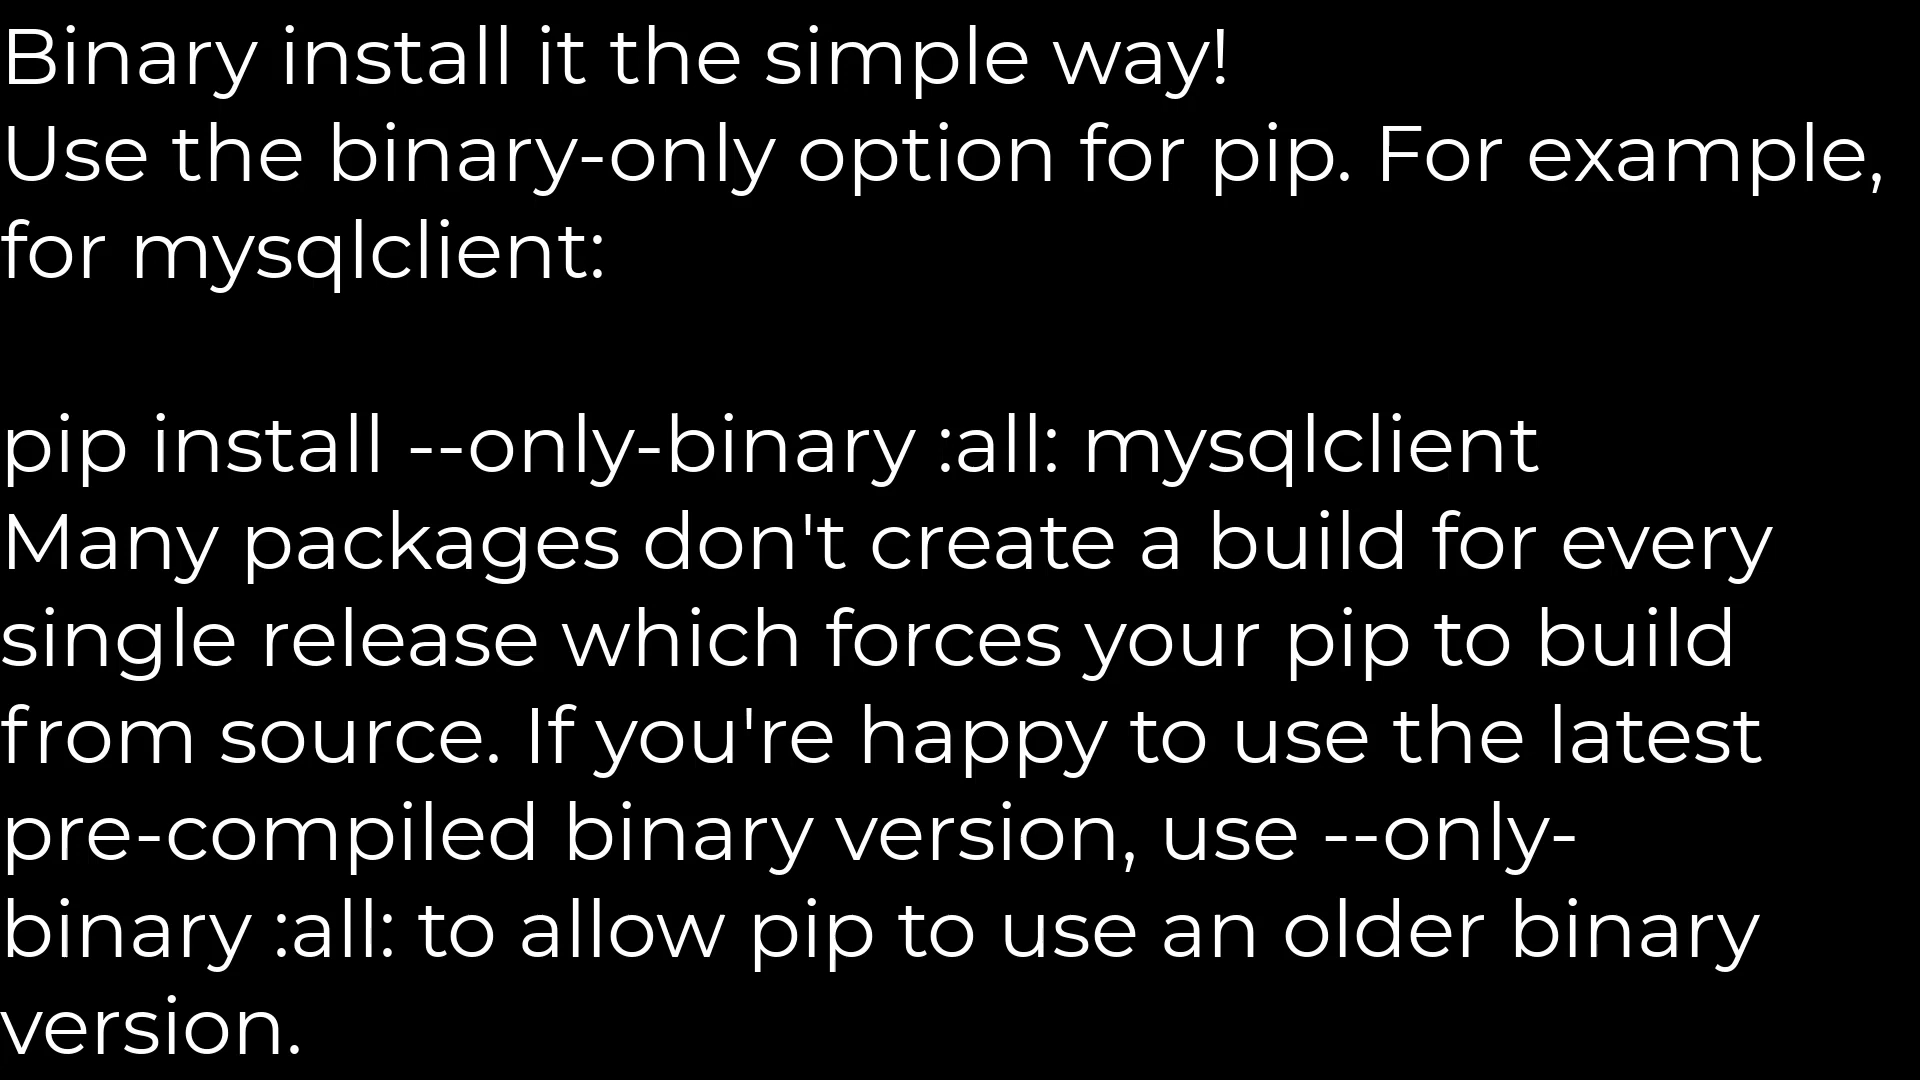 Binary install it the simple way!
Use the binary-only option for pip. For example,
for mysqlclient:
pip install --only-binary :all: mysqlclient
Many packages don't create a build for every
single release which forces your pip to build
from source. If you're happy to use the latest
pre-compiled binary version, use --only-
binary :all: to allow pip to use an older binary
version.